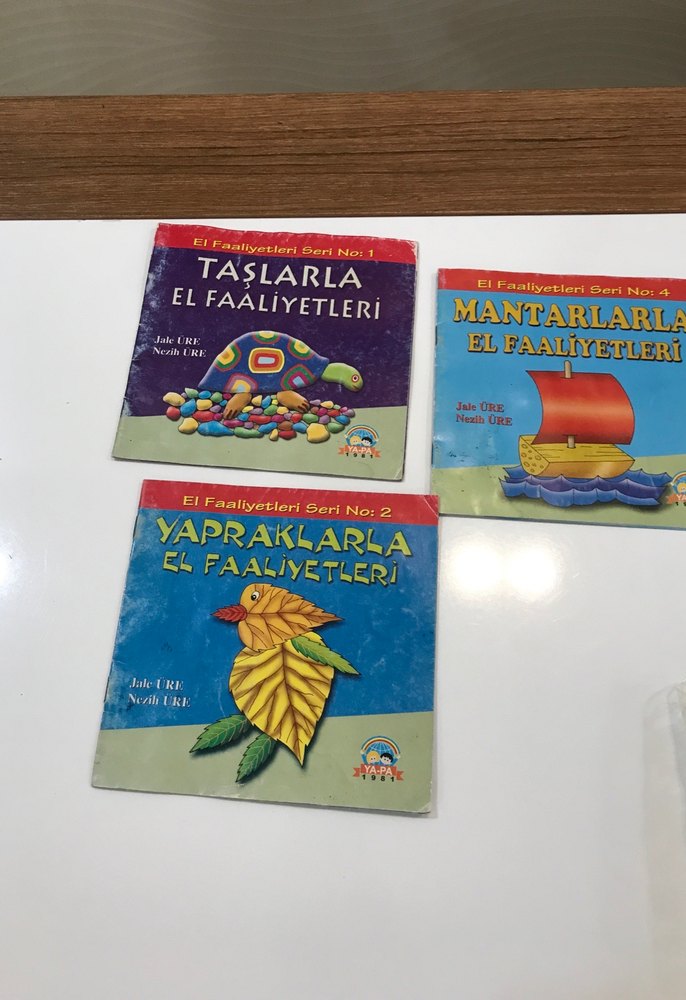 El Faaliyetleri Seri No: 1
TAŞLARLA
EL FAALİYETLERİ
Jale ÜRE
Nezih ÜRE
YA-PA
1981
El Faaliyetleri Seri No: 4
MANTARLARLA
EL FAALİYETLERİ
Jale ÜRE
Nezih ÜRE
YA-PA
El Faaliyetleri Seri No: 2
YAPRAKLARLA
EL FAALİYETLERİ
Jale ÜRE
Nezih ÜRE
YA-PA
1981